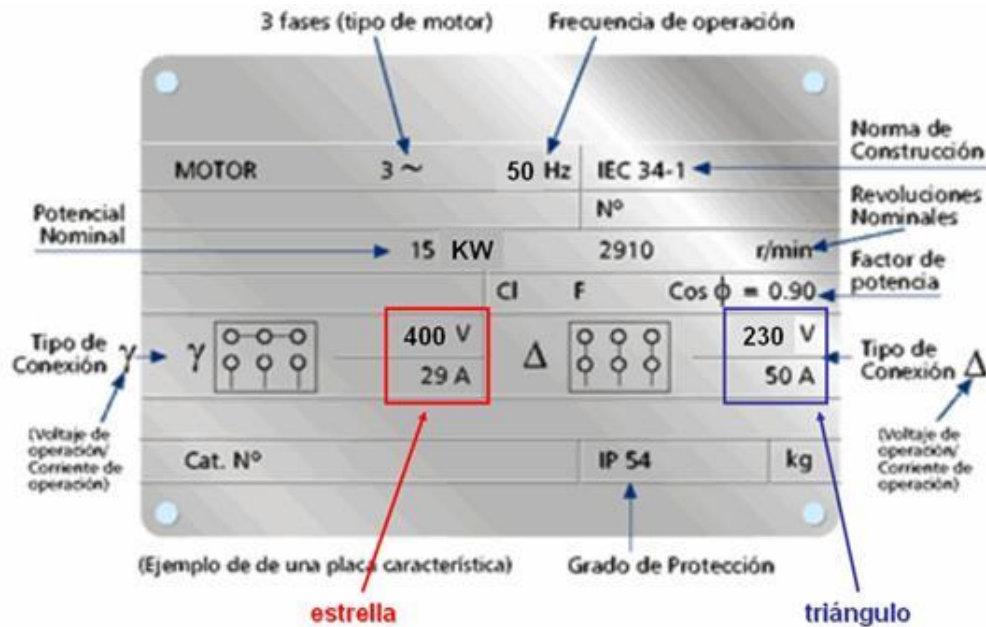 3 fases (tipo de motor)
Frecuencia de operación
Norma de
Construcción
MOTOR 3 ~ 50 Hz IEC 34-1
Nº
Revoluciones
Nominales
Potencial
Nominal
15 KW 2910 r/min
Factor de
potencia
Cl F Cos ϕ = 0.90
Tipo de
Conexión γ
γ 400 V Δ 230 V
29 A 50 A
Tipo de
Conexión Δ
(Voltaje de
operación/
Corriente de
operación)
(Voltaje de
operación/
Corriente de
operación)
Cat. Nº IP 54 kg
(Ejemplo de de una placa característica)
Grado de Protección
estrella
triángulo